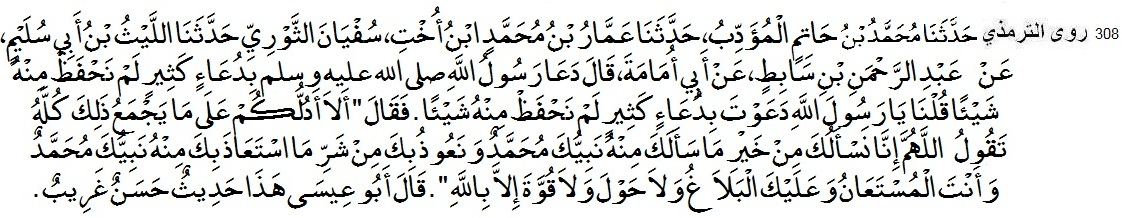 308 روى الترمذي حَدَّثَنَا مُحَمَّدُ بْنُ حَاتِمٍ الْمُؤَدِّبُ، حَدَّثَنَا عَمَّارُ بْنُ مُحَمَّدٍ ابْنُ أُخْتِ، سُفْيَانَ الثَّوْرِيِّ حَدَّثَنَا اللَّيْثُ بْنُ أَبِي سُلَيْمٍ،
عَنْ عَبْدِ الرَّحْمَنِ بْنِ سَابِطٍ، عَنْ أَبِي أُمَامَةَ، قَالَ دَعَا رَسُولُ اللَّهِ صلى الله عليه وسلم بِدُعَاءٍ كَثِيرٍ لَمْ نَحْفَظْ مِنْهُ
شَيْئًا قُلْنَا يَا رَسُولَ اللَّهِ دَعَوْتَ بِدُعَاءٍ كَثِيرٍ لَمْ نَحْفَظْ مِنْهُ شَيْئًا. فَقَالَ "أَلاَ أَدُلُّكُمْ عَلَى مَا يَجْمَعُ ذَلِكَ كُلَّهُ
تَقُولُ اللَّهُمَّ إِنَّا نَسْأَلُكَ مِنْ خَيْرِ مَا سَأَلَكَ مِنْهُ نَبِيُّكَ مُحَمَّدٌ وَنَعُوذُ بِكَ مِنْ شَرِّ مَا اسْتَعَاذَ بِكَ مِنْهُ نَبِيُّكَ مُحَمَّدٌ
وَأَنْتَ الْمُسْتَعَانُ وَعَلَيْكَ الْبَلاَغُ وَلاَ حَوْلَ وَلاَ قُوَّةَ إِلاَّ بِاللَّهِ". قَالَ أَبُو عِيسَى هَذَا حَدِيثٌ حَسَنٌ غَرِيبٌ.